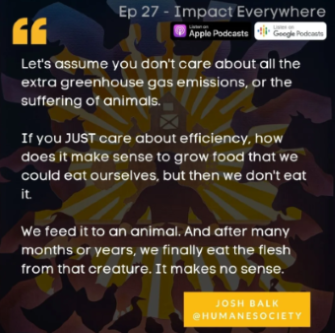 Ep 27 - Impact Everywhere
“
Listen on
Apple Podcasts
Listen on
Google Podcasts
Let's assume you don't care about all the
extra greenhouse gas emissions, or the
suffering of animals.
If you JUST care about efficiency, how
does it make sense to grow food that we
could eat ourselves, but then we don't eat
it.
We feed it to an animal. And after many
months or years, we finally eat the flesh
from that creature. It makes no sense.
JOSH BALK
@HUMANESOCIETY